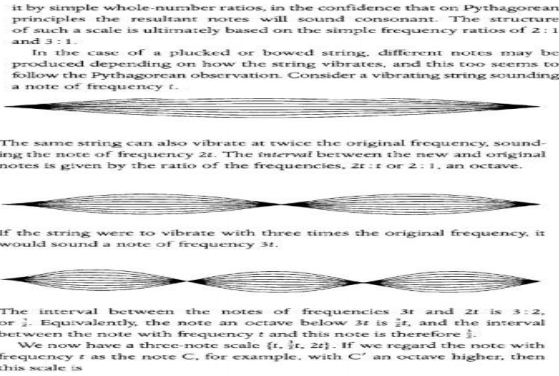 it by simple whole-number ratios, in the confidence that on Pythagorean
principles the resultant notes will sound consonant. The structure
of such a scale is ultimately based on the simple frequency ratios of 2 : 1
and 3 : 1.
In the case of a plucked or bowed string, different notes may be
produced depending on how the string vibrates, and this too seems to
follow the Pythagorean observation. Consider a vibrating string sounding
a note of frequency t.
The same string can also vibrate at twice the original frequency, sound-
ing the note of frequency 2t. The interval between the new and original
notes is given by the ratio of the frequencies, 2t : t or 2 : 1, an octave.
If the string were to vibrate with three times the original frequency, it
would sound a note of frequency 3t.
The interval between the notes of frequencies 3t and 2t is 3 : 2,
or Equivalently, the note an octave below 3t is t, and the interval
between the note with frequency t and this note is therefore
We now have a three-note scale {t, t, 2t}. If we regard the note with
frequency t as the note C, for example, with C′ an octave higher, then
this scale is